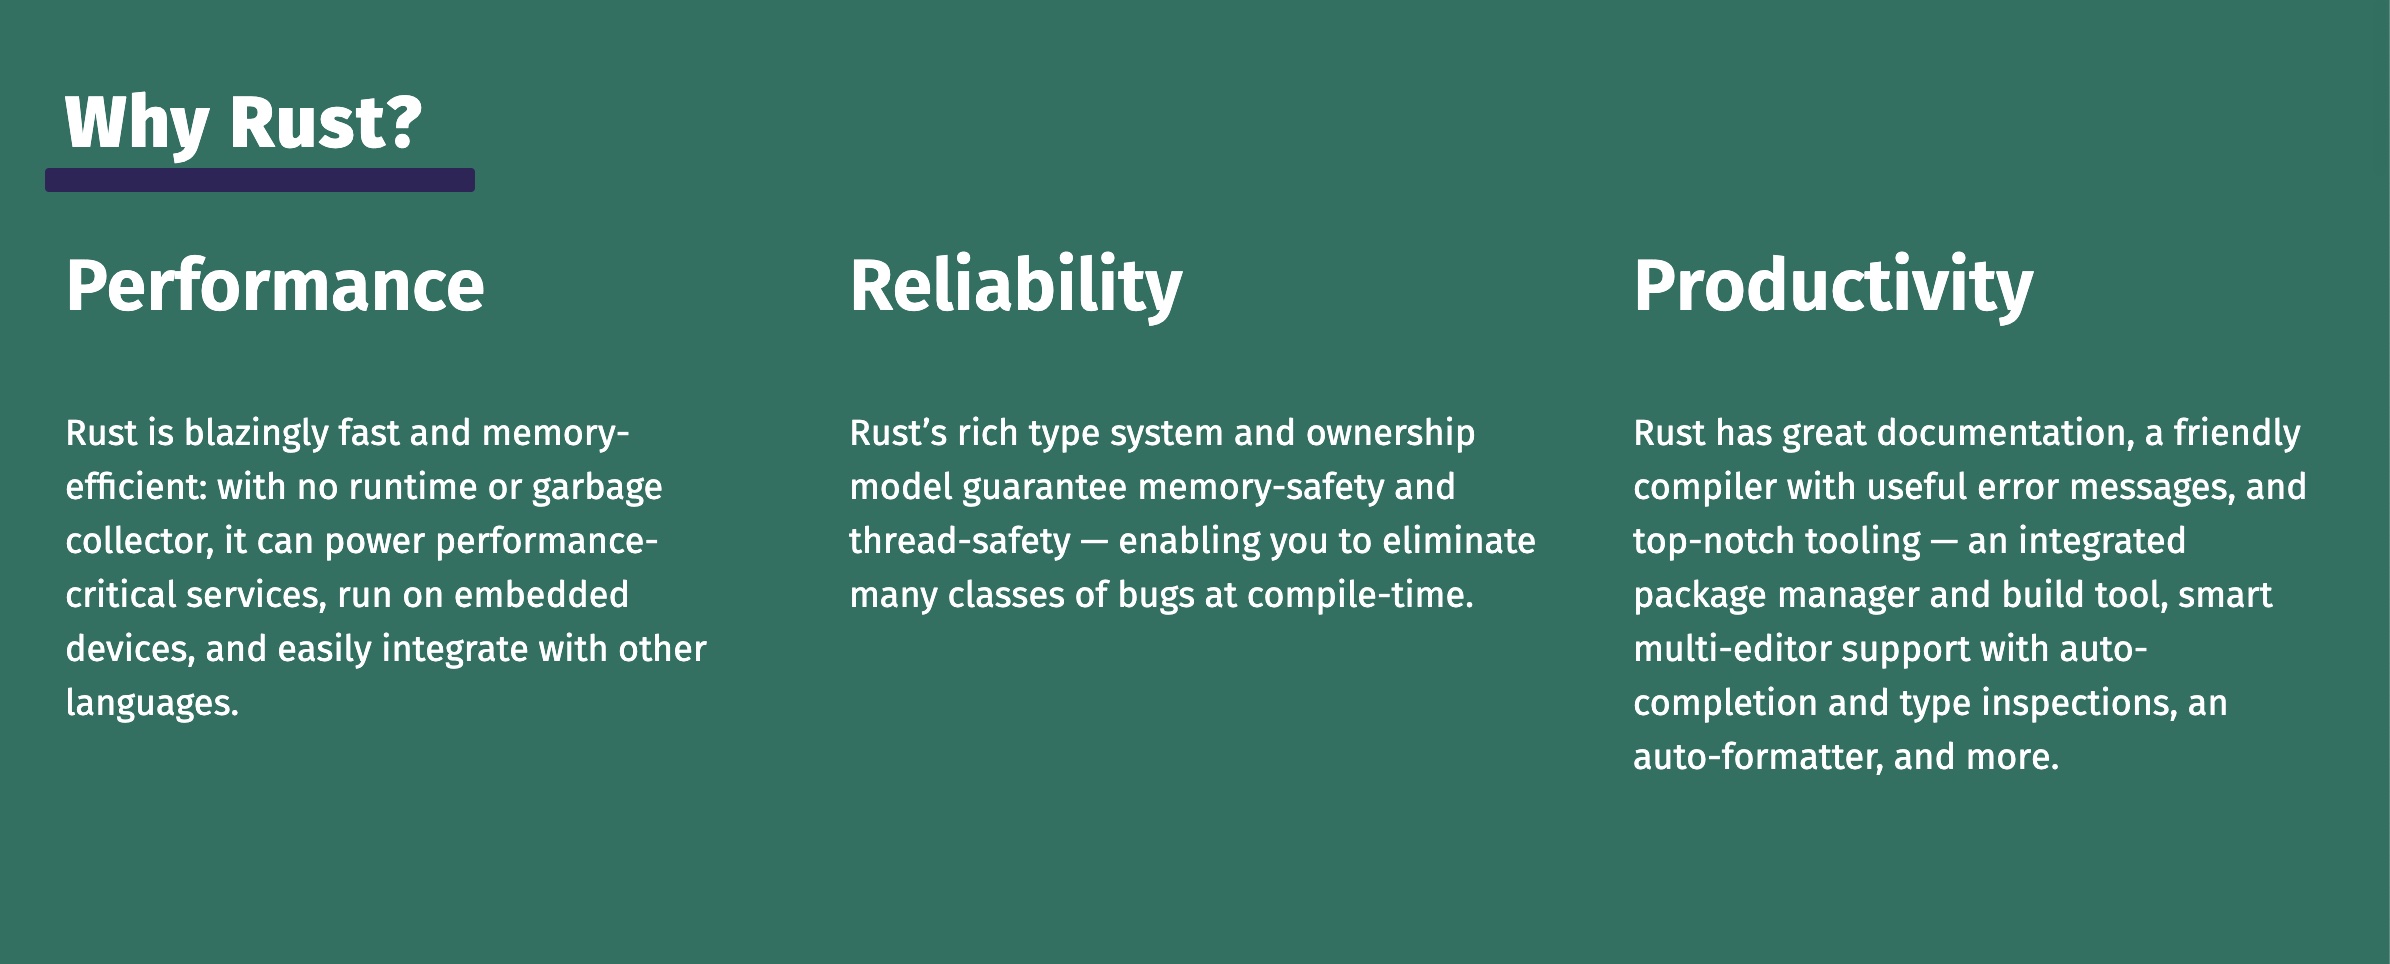 Why Rust?
Performance
Rust is blazingly fast and memory-
efficient: with no runtime or garbage
collector, it can power performance-
critical services, run on embedded
devices, and easily integrate with other
languages.
Reliability
Rust’s rich type system and ownership
model guarantee memory-safety and
thread-safety — enabling you to eliminate
many classes of bugs at compile-time.
Productivity
Rust has great documentation, a friendly
compiler with useful error messages, and
top-notch tooling — an integrated
package manager and build tool, smart
multi-editor support with auto-
completion and type inspections, an
auto-formatter, and more.